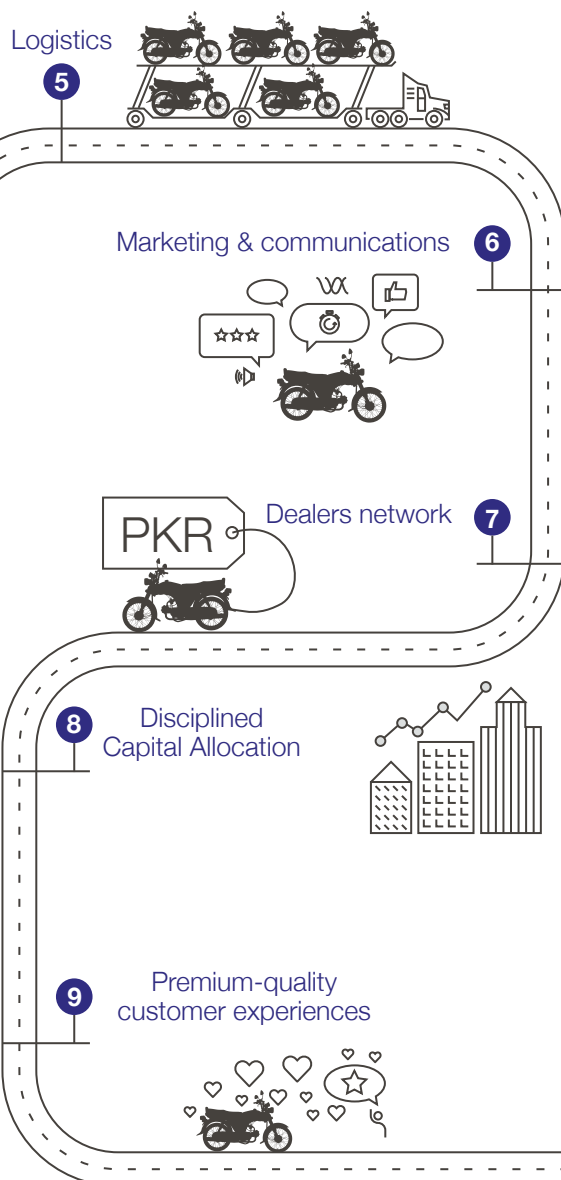 Logistics
5
Marketing & communications
6
PKR
Dealers network
7
8
Disciplined
Capital Allocation
9
Premium-quality
customer experiences